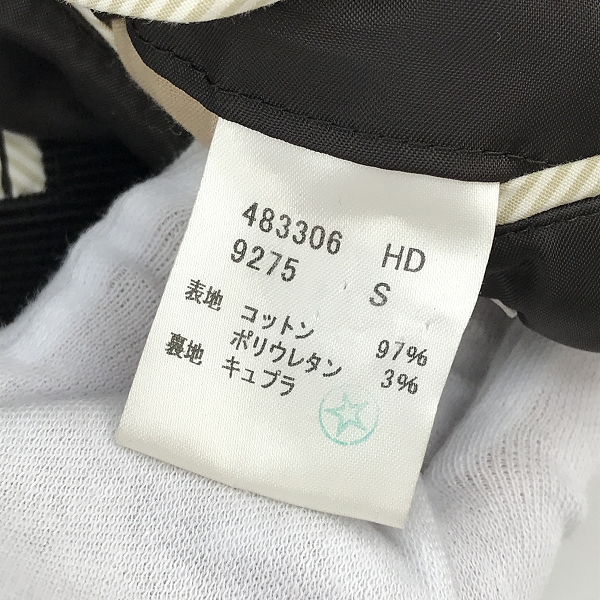 483306 HD
9275 S
表地 コットン 97%
ポリウレタン 3%
裏地 キュプラ